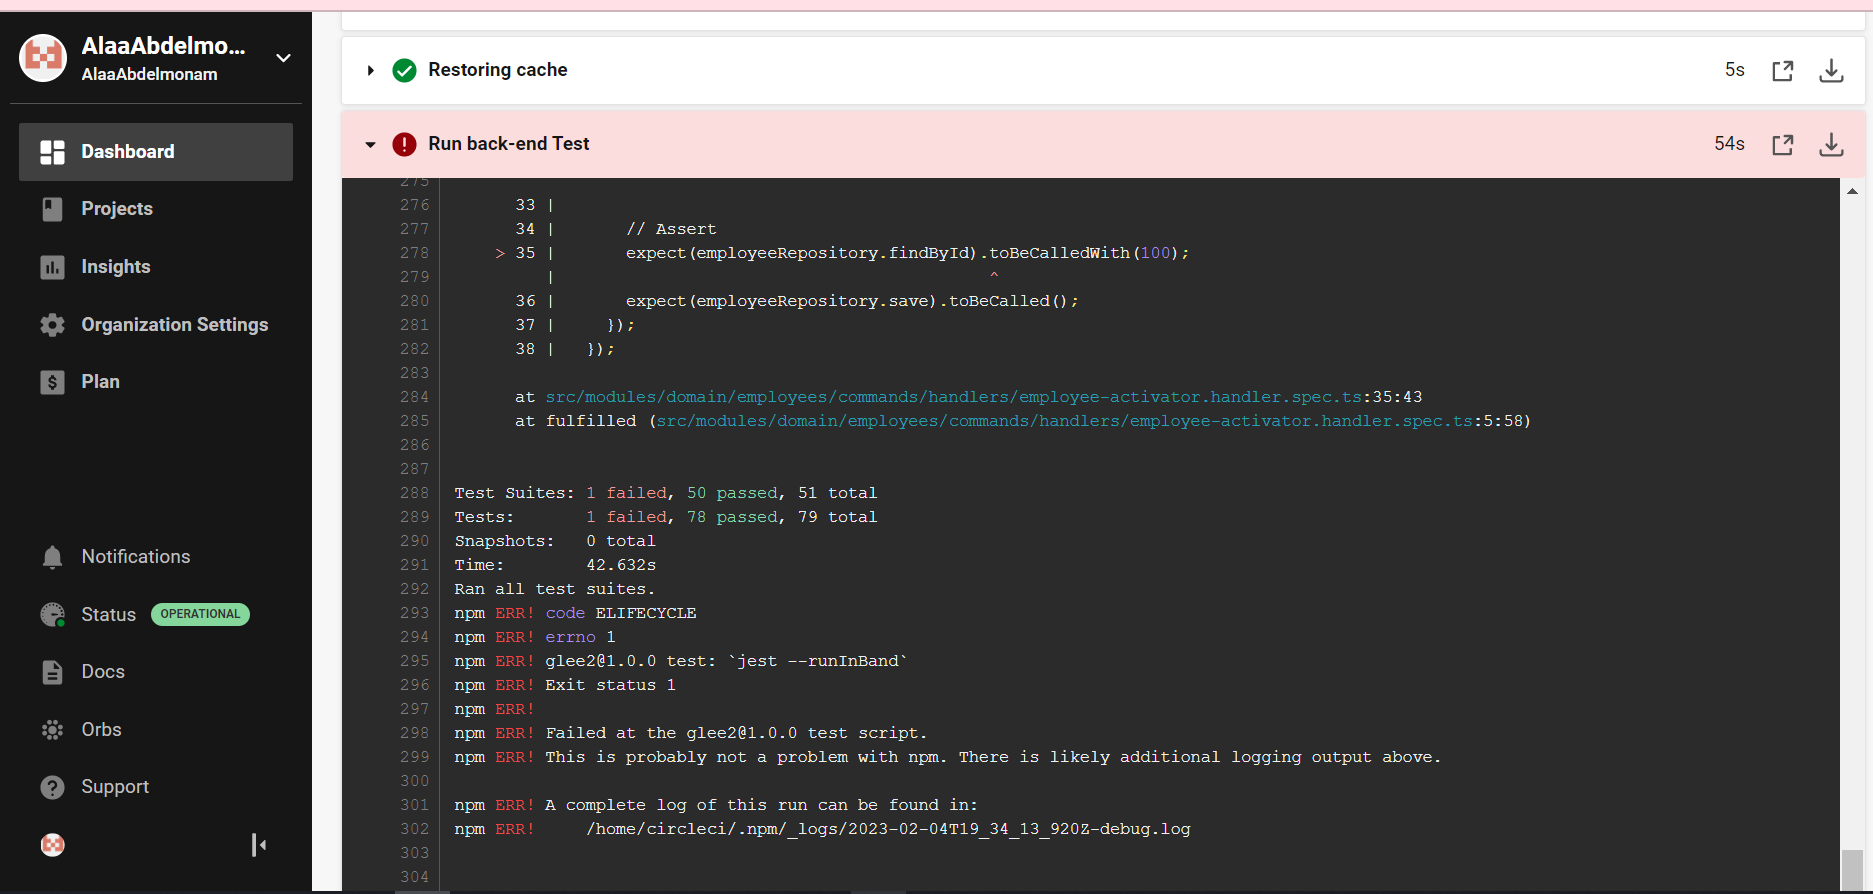 AlaaAbdelmo...
AlaaAbdelmonam
Dashboard
Projects
Insights
Organization Settings
Plan
Notifications
Status OPERATIONAL
Docs
Orbs
Support
Restoring cache 5s
Run back-end Test 54s
275
276 33 |
277 34 | // Assert
278 > 35 | expect(employeeRepository.findById).toBeCalledWith(100);
279 | ^
280 36 | expect(employeeRepository.save).toBeCalled();
281 37 | });
282 38 | });
283
284 at src/modules/domain/employees/commands/handlers/employee-activator.handler.spec.ts:35:43
285 at fulfilled (src/modules/domain/employees/commands/handlers/employee-activator.handler.spec.ts:5:58)
286
287
288 Test Suites: 1 failed, 50 passed, 51 total
289 Tests: 1 failed, 78 passed, 79 total
290 Snapshots: 0 total
291 Time: 42.632s
292 Ran all test suites.
293 npm ERR! code ELIFECYCLE
294 npm ERR! errno 1
295 npm ERR! glee2@1.0.0 test: `jest --runInBand`
296 npm ERR! Exit status 1
297 npm ERR!
298 npm ERR! Failed at the glee2@1.0.0 test script.
299 npm ERR! This is probably not a problem with npm. There is likely additional logging output above.
300
301 npm ERR! A complete log of this run can be found in:
302 npm ERR! /home/circleci/.npm/_logs/2023-02-04T19_34_13_920Z-debug.log
303
304